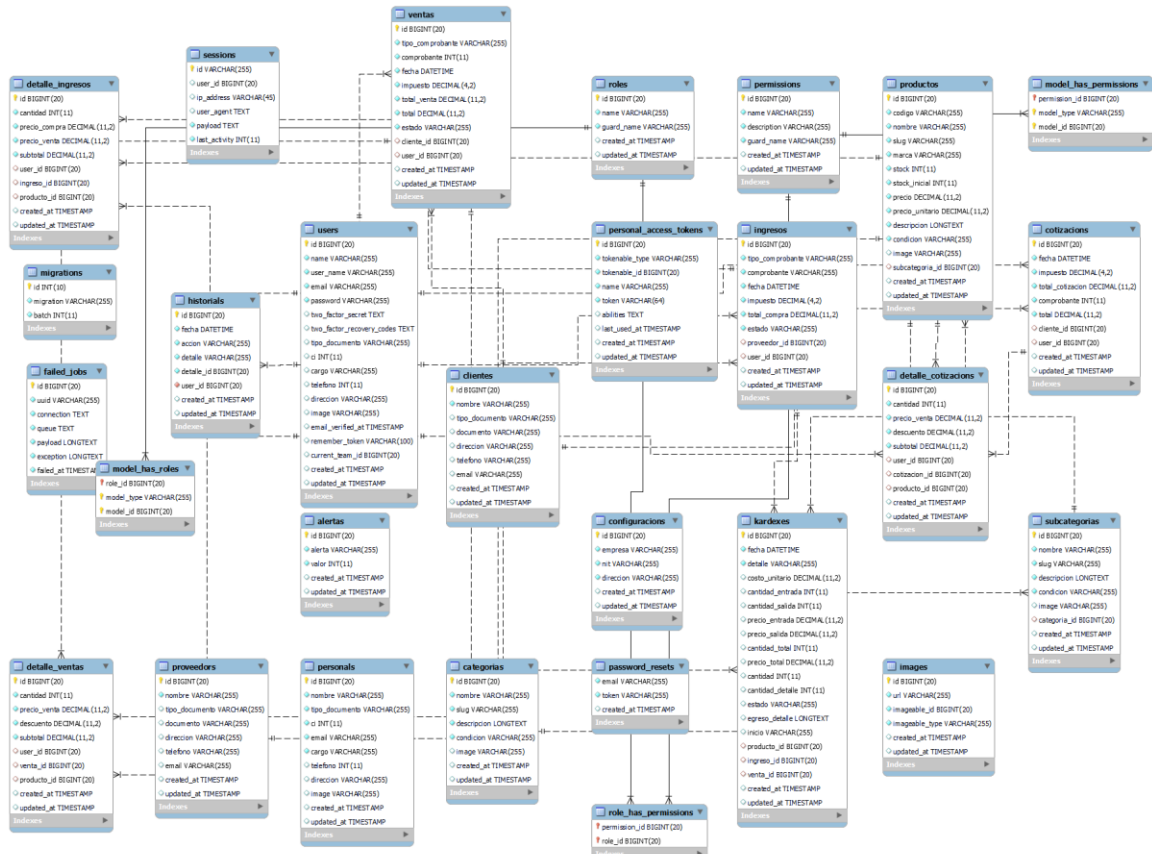 ventas
id BIGINT(20)
tipo_comprobante VARCHAR(255)
comprobante INT(11)
fecha DATETIME
impuesto DECIMAL(4,2)
total_venta DECIMAL(11,2)
total DECIMAL(11,2)
estado VARCHAR(255)
cliente_id BIGINT(20)
user_id BIGINT(20)
created_at TIMESTAMP
updated_at TIMESTAMP
Indexes
sessions
id VARCHAR(255)
user_id BIGINT(20)
ip_address VARCHAR(45)
user_agent TEXT
payload TEXT
last_activity INT(11)
Indexes
detalle_ingresos
id BIGINT(20)
cantidad INT(11)
precio_compra DECIMAL(11,2)
precio_venta DECIMAL(11,2)
subtotal DECIMAL(11,2)
user_id BIGINT(20)
ingreso_id BIGINT(20)
producto_id BIGINT(20)
created_at TIMESTAMP
updated_at TIMESTAMP
Indexes
roles
id BIGINT(20)
name VARCHAR(255)
guard_name VARCHAR(255)
created_at TIMESTAMP
updated_at TIMESTAMP
Indexes
permissions
id BIGINT(20)
name VARCHAR(255)
description VARCHAR(255)
guard_name VARCHAR(255)
created_at TIMESTAMP
updated_at TIMESTAMP
Indexes
productos
id BIGINT(20)
codigo VARCHAR(255)
nombre VARCHAR(255)
slug VARCHAR(255)
marca VARCHAR(255)
stock INT(11)
stock_inicial INT(11)
precio DECIMAL(11,2)
precio_unitario DECIMAL(11,2)
descripcion LONGTEXT
condicion VARCHAR(255)
image VARCHAR(255)
subcategoria_id BIGINT(20)
created_at TIMESTAMP
updated_at TIMESTAMP
Indexes
model_has_permissions
permission_id BIGINT(20)
model_type VARCHAR(255)
model_id BIGINT(20)
Indexes
users
id BIGINT(20)
name VARCHAR(255)
user_name VARCHAR(255)
email VARCHAR(255)
password VARCHAR(255)
two_factor_secret TEXT
two_factor_recovery_codes TEXT
tipo_documento VARCHAR(255)
ci INT(11)
cargo VARCHAR(255)
telefono INT(11)
direccion VARCHAR(255)
image VARCHAR(255)
email_verified_at TIMESTAMP
remember_token VARCHAR(100)
current_team_id BIGINT(20)
created_at TIMESTAMP
updated_at TIMESTAMP
Indexes
personal_access_tokens
id BIGINT(20)
tokenable_type VARCHAR(255)
tokenable_id BIGINT(20)
name VARCHAR(255)
token VARCHAR(64)
abilities TEXT
last_used_at TIMESTAMP
created_at TIMESTAMP
updated_at TIMESTAMP
Indexes
ingresos
id BIGINT(20)
tipo_comprobante VARCHAR(255)
comprobante VARCHAR(255)
fecha DATETIME
impuesto DECIMAL(4,2)
total_compra DECIMAL(11,2)
estado VARCHAR(255)
proveedor_id BIGINT(20)
user_id BIGINT(20)
created_at TIMESTAMP
updated_at TIMESTAMP
Indexes
cotizacions
id BIGINT(20)
fecha DATETIME
impuesto DECIMAL(4,2)
total_cotizacion DECIMAL(11,2)
comprobante INT(11)
total DECIMAL(11,2)
cliente_id BIGINT(20)
user_id BIGINT(20)
created_at TIMESTAMP
updated_at TIMESTAMP
Indexes
migrations
id INT(10)
migration VARCHAR(255)
batch INT(11)
Indexes
historials
id BIGINT(20)
fecha DATETIME
accion VARCHAR(255)
detalle VARCHAR(255)
detalle_id BIGINT(20)
user_id BIGINT(20)
created_at TIMESTAMP
updated_at TIMESTAMP
Indexes
failed_jobs
id BIGINT(20)
uuid VARCHAR(255)
connection TEXT
queue TEXT
payload LONGTEXT
exception LONGTEXT
failed_at TIMESTA
Indexes
model_has_roles
role_id BIGINT(20)
model_type VARCHAR(255)
model_id BIGINT(20)
Indexes
clientes
id BIGINT(20)
nombre VARCHAR(255)
tipo_documento VARCHAR(255)
documento VARCHAR(255)
direccion VARCHAR(255)
telefono VARCHAR(255)
email VARCHAR(255)
created_at TIMESTAMP
updated_at TIMESTAMP
Indexes
detalle_cotizacions
id BIGINT(20)
cantidad INT(11)
precio_venta DECIMAL(11,2)
descuento DECIMAL(11,2)
subtotal DECIMAL(11,2)
user_id BIGINT(20)
cotizacion_id BIGINT(20)
producto_id BIGINT(20)
created_at TIMESTAMP
updated_at TIMESTAMP
Indexes
alertas
id BIGINT(20)
alerta VARCHAR(255)
valor INT(11)
created_at TIMESTAMP
updated_at TIMESTAMP
Indexes
configuracions
id BIGINT(20)
empresa VARCHAR(255)
nit VARCHAR(255)
direccion VARCHAR(255)
created_at TIMESTAMP
updated_at TIMESTAMP
Indexes
kardexes
id BIGINT(20)
fecha DATETIME
detalle VARCHAR(255)
costo_unitario DECIMAL(11,2)
cantidad_entrada INT(11)
cantidad_salida INT(11)
precio_entrada DECIMAL(11,2)
precio_salida DECIMAL(11,2)
cantidad_total INT(11)
precio_total DECIMAL(11,2)
cantidad INT(11)
cantidad_detalle INT(11)
estado VARCHAR(255)
egreso_detalle LONGTEXT
inicio VARCHAR(255)
producto_id BIGINT(20)
ingreso_id BIGINT(20)
venta_id BIGINT(20)
created_at TIMESTAMP
updated_at TIMESTAMP
Indexes
subcategorias
id BIGINT(20)
nombre VARCHAR(255)
slug VARCHAR(255)
descripcion LONGTEXT
condicion VARCHAR(255)
image VARCHAR(255)
categoria_id BIGINT(20)
created_at TIMESTAMP
updated_at TIMESTAMP
Indexes
detalle_ventas
id BIGINT(20)
cantidad INT(11)
precio_venta DECIMAL(11,2)
descuento DECIMAL(11,2)
subtotal DECIMAL(11,2)
user_id BIGINT(20)
venta_id BIGINT(20)
producto_id BIGINT(20)
created_at TIMESTAMP
updated_at TIMESTAMP
Indexes
proveedors
id BIGINT(20)
nombre VARCHAR(255)
tipo_documento VARCHAR(255)
documento VARCHAR(255)
direccion VARCHAR(255)
telefono VARCHAR(255)
email VARCHAR(255)
created_at TIMESTAMP
updated_at TIMESTAMP
Indexes
personals
id BIGINT(20)
nombre VARCHAR(255)
tipo_documento VARCHAR(255)
ci INT(11)
email VARCHAR(255)
cargo VARCHAR(255)
telefono INT(11)
direccion VARCHAR(255)
image VARCHAR(255)
created_at TIMESTAMP
updated_at TIMESTAMP
Indexes
categorias
id BIGINT(20)
nombre VARCHAR(255)
slug VARCHAR(255)
descripcion LONGTEXT
condicion VARCHAR(255)
image VARCHAR(255)
created_at TIMESTAMP
updated_at TIMESTAMP
Indexes
password_resets
email VARCHAR(255)
token VARCHAR(255)
created_at TIMESTAMP
Indexes
images
id BIGINT(20)
url VARCHAR(255)
imageable_id BIGINT(20)
imageable_type VARCHAR(255)
created_at TIMESTAMP
updated_at TIMESTAMP
Indexes
role_has_permissions
permission_id BIGINT(20)
role_id BIGINT(20)
Indexes